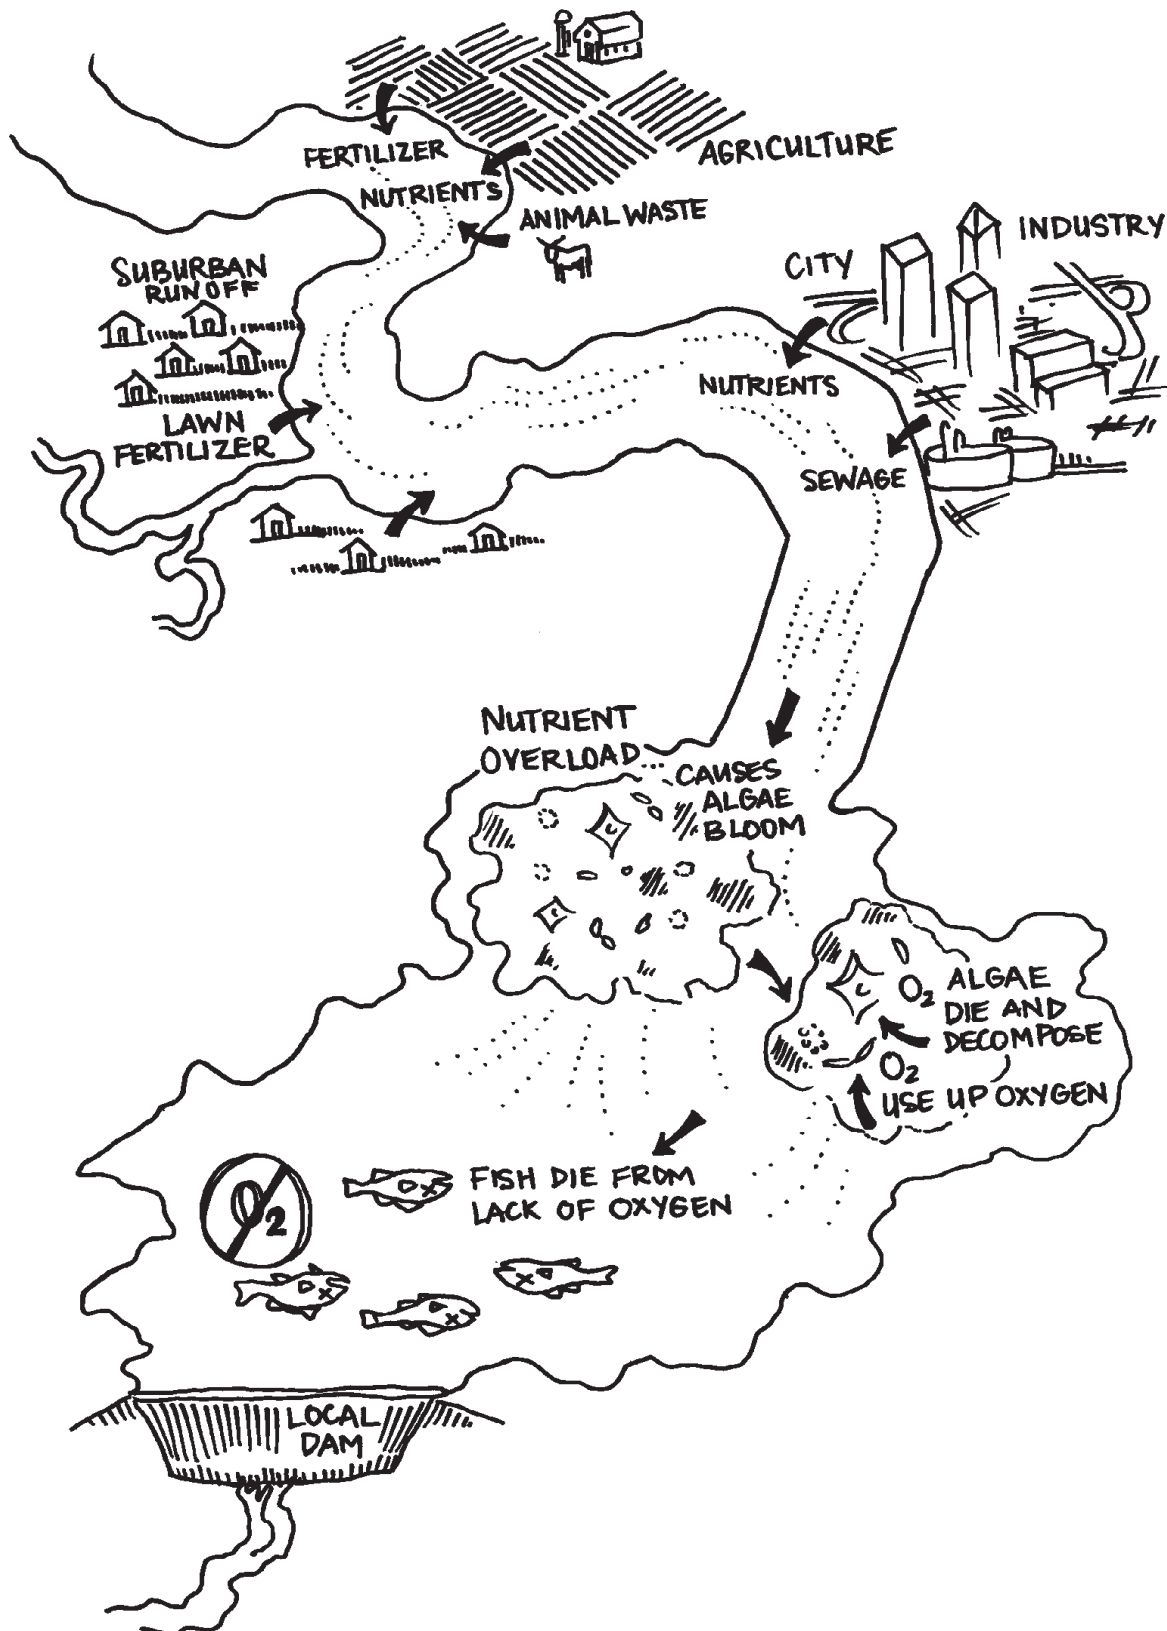 AGRICULTURE
FERTILIZER
NUTRIENTS
ANIMAL WASTE
INDUSTRY
CITY
SUBURBAN
RUNOFF
NUTRIENTS
LAWN
FERTILIZER
SEWAGE
NUTRIENT
OVERLOAD...
CAUSES
ALGAE
BLOOM
O2
ALGAE
DIE AND
DECOMPOSE
O2
USE UP OXYGEN
FISH DIE FROM
LACK OF OXYGEN
O2
LOCAL
DAM